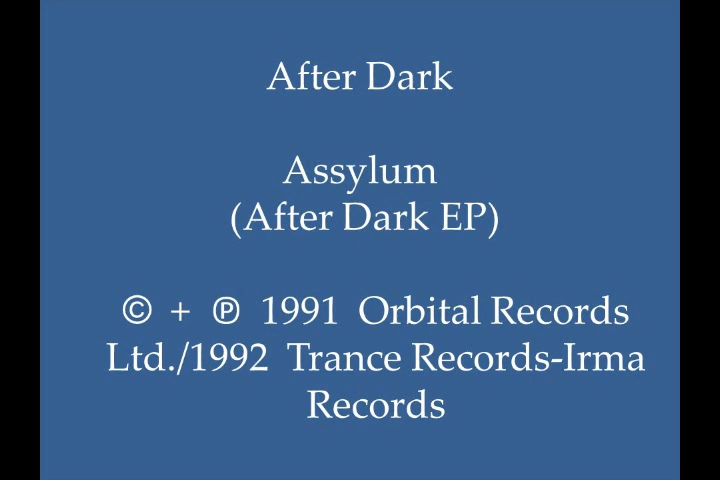 After Dark
Assylum
(After Dark EP)
© + ℗ 1991 Orbital Records
Ltd./1992 Trance Records-Irma
Records